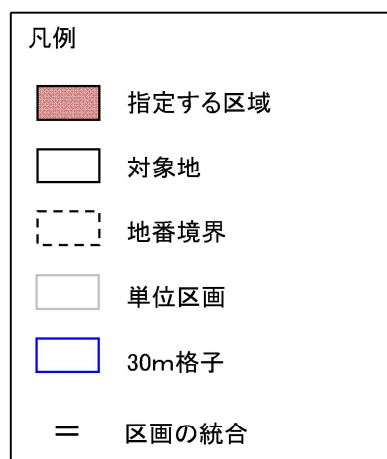 凡例
指定する区域
対象地
地番境界
単位区画
30m格子
= 区画の統合